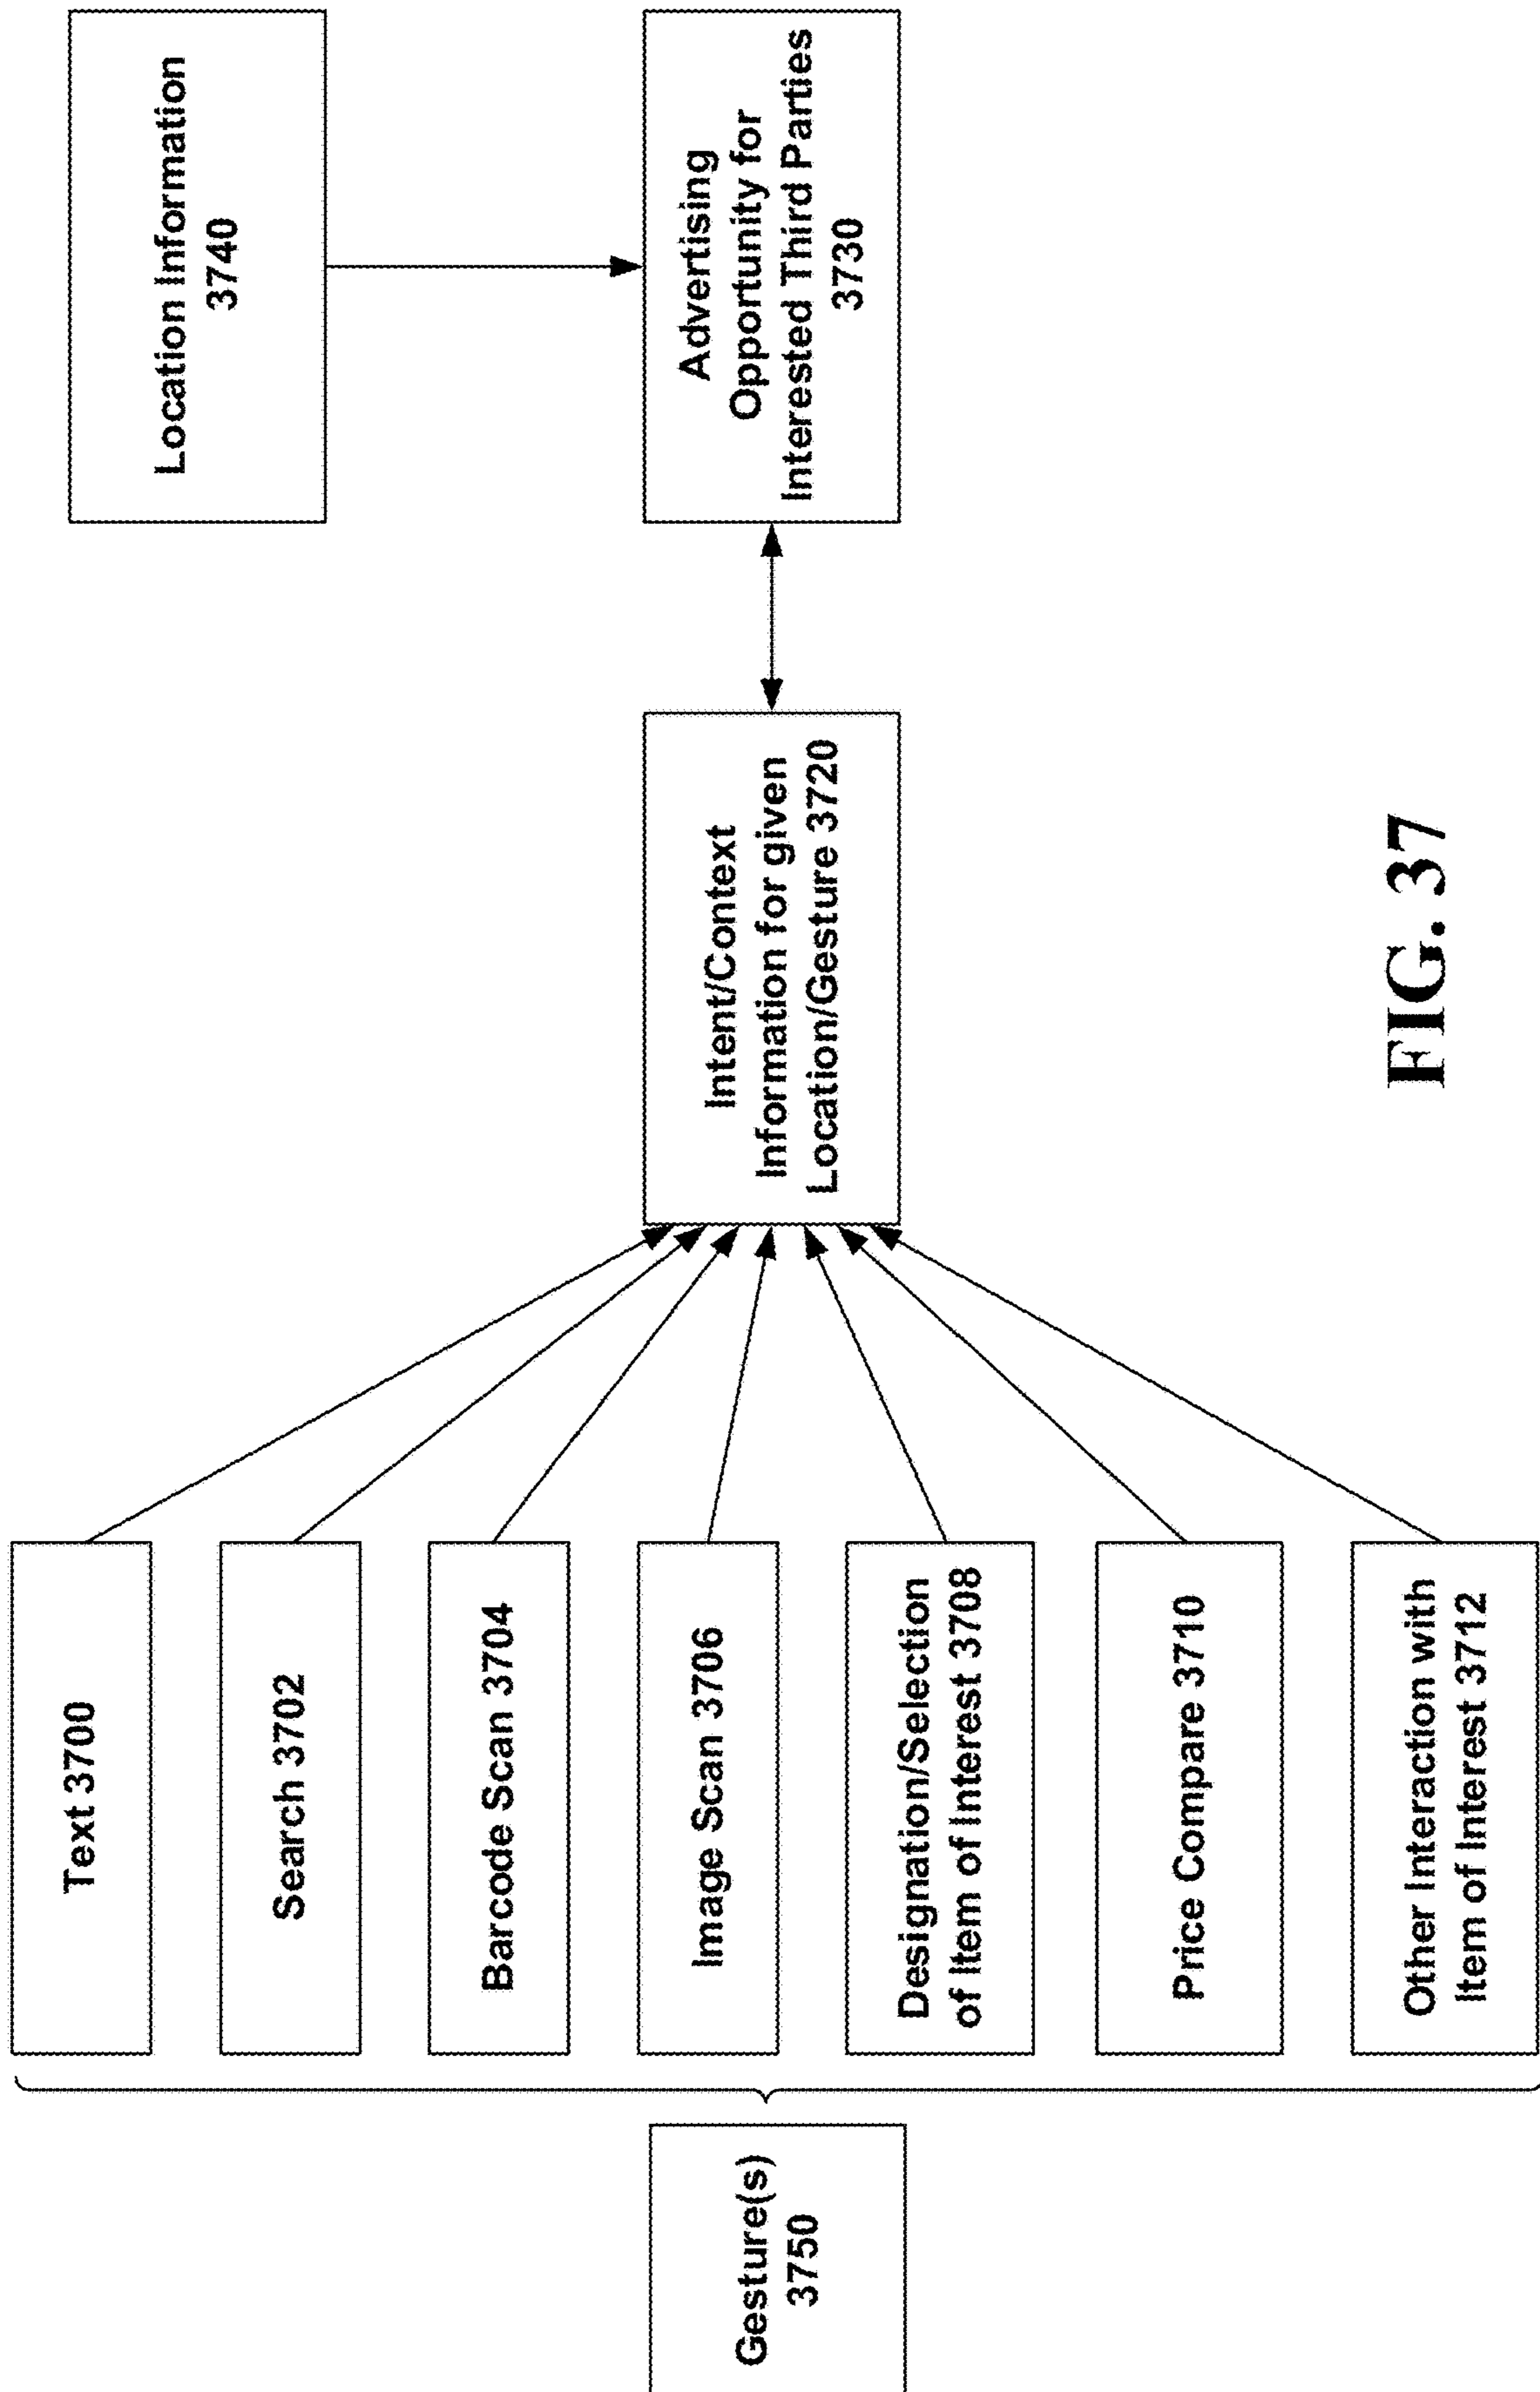 Gesture(s)
3750
Text 3700
Search 3702
Barcode Scan 3704
Image Scan 3706
Designation/Selection
of Item of Interest 3708
Price Compare 3710
Other Interaction with
Item of Interest 3712
Intent/Context
Information for given
Location/Gesture 3720
Location Information
3740
Advertising
Opportunity for
Interested Third Parties
3730
FIG. 37